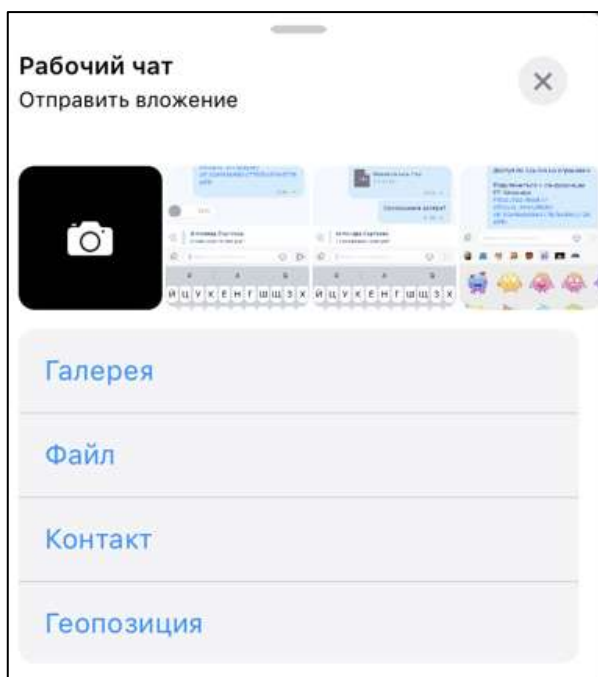 Рабочий чат
Отправить вложение
Й Ц У К Е Н Г Ш Щ З Х Й Ц У К Е Н Г Ш Щ З Х
Галерея
Файл
Контакт
Геопозиция